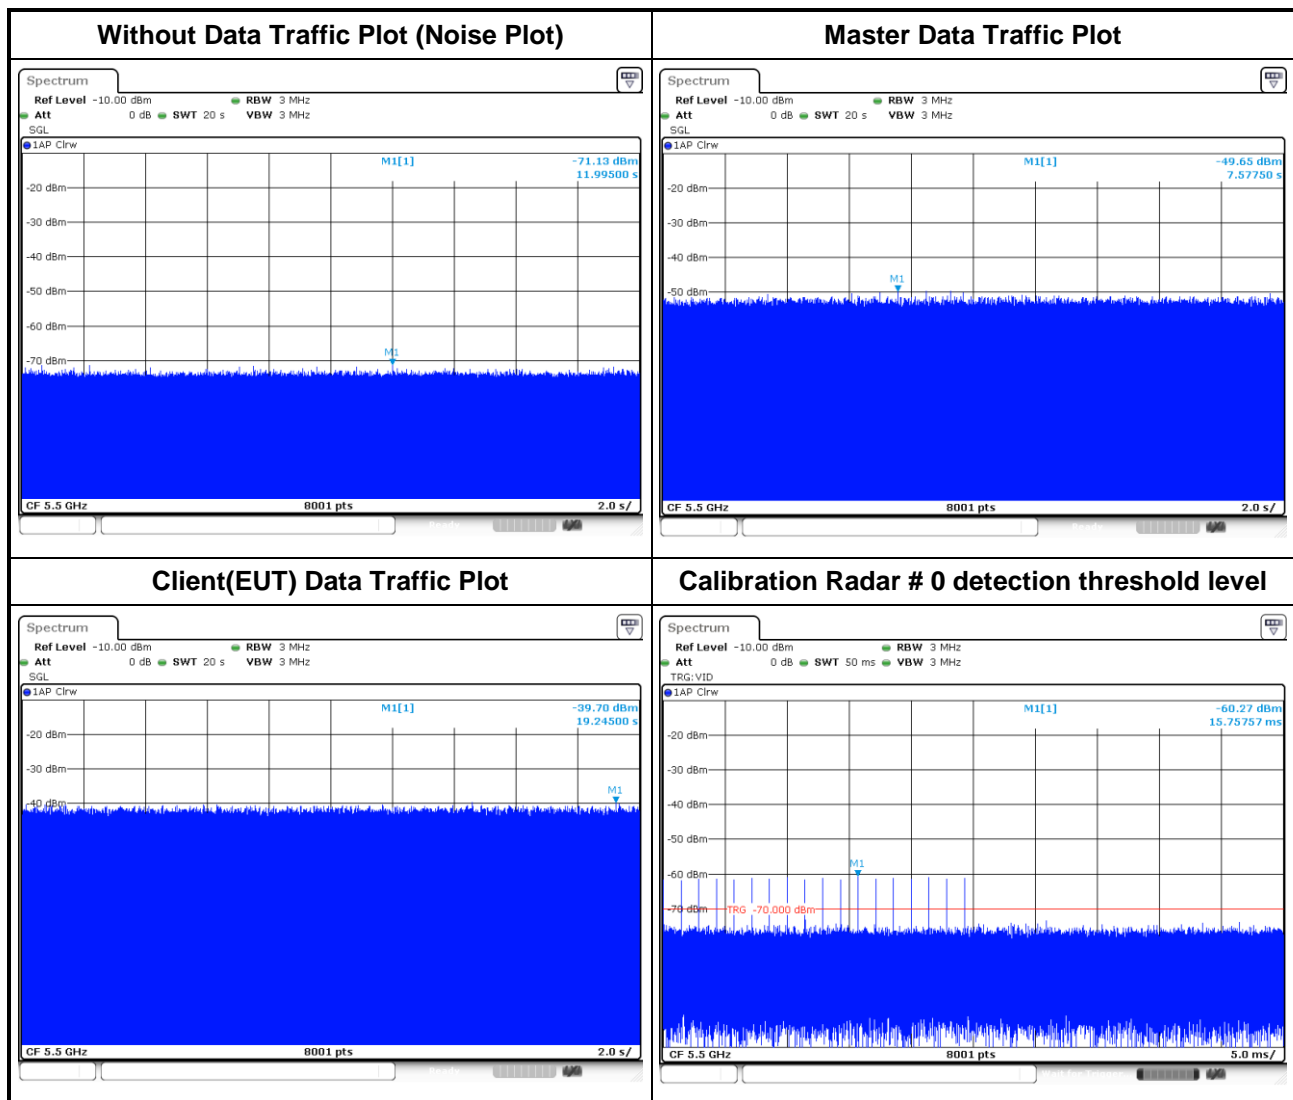 Without Data Traffic Plot (Noise Plot)
Spectrum
Ref Level -10.00 dBm RBW 3 MHz
Att 0 dB SWT 20 s VBW 3 MHz
SGL
1AP Clrw
M1[1] -71.13 dBm
11.99500 s
-20 dBm
-30 dBm
-40 dBm
-50 dBm
-60 dBm
M1
-70 dBm
CF 5.5 GHz 8001 pts 2.0 s/
Ready
Master Data Traffic Plot
Spectrum
Ref Level -10.00 dBm RBW 3 MHz
Att 0 dB SWT 20 s VBW 3 MHz
SGL
1AP Clrw
M1[1] -49.65 dBm
7.57750 s
-20 dBm
-30 dBm
-40 dBm
M1
-50 dBm
-60 dBm
-70 dBm
CF 5.5 GHz 8001 pts 2.0 s/
Ready
Client(EUT) Data Traffic Plot
Spectrum
Ref Level -10.00 dBm RBW 3 MHz
Att 0 dB SWT 20 s VBW 3 MHz
SGL
1AP Clrw
M1[1] -39.70 dBm
19.24500 s
-20 dBm
-30 dBm
M1
-40 dBm
CF 5.5 GHz 8001 pts 2.0 s/
Ready
Calibration Radar # 0 detection threshold level
Spectrum
Ref Level -10.00 dBm RBW 3 MHz
Att 0 dB SWT 50 ms VBW 3 MHz
TRG:VID
1AP Clrw
M1[1] -60.27 dBm
15.75757 ms
-20 dBm
-30 dBm
-40 dBm
-50 dBm
M1
-60 dBm
-70 dBm TRG -70.000 dBm
CF 5.5 GHz 8001 pts 5.0 ms/
Wait for Trigger